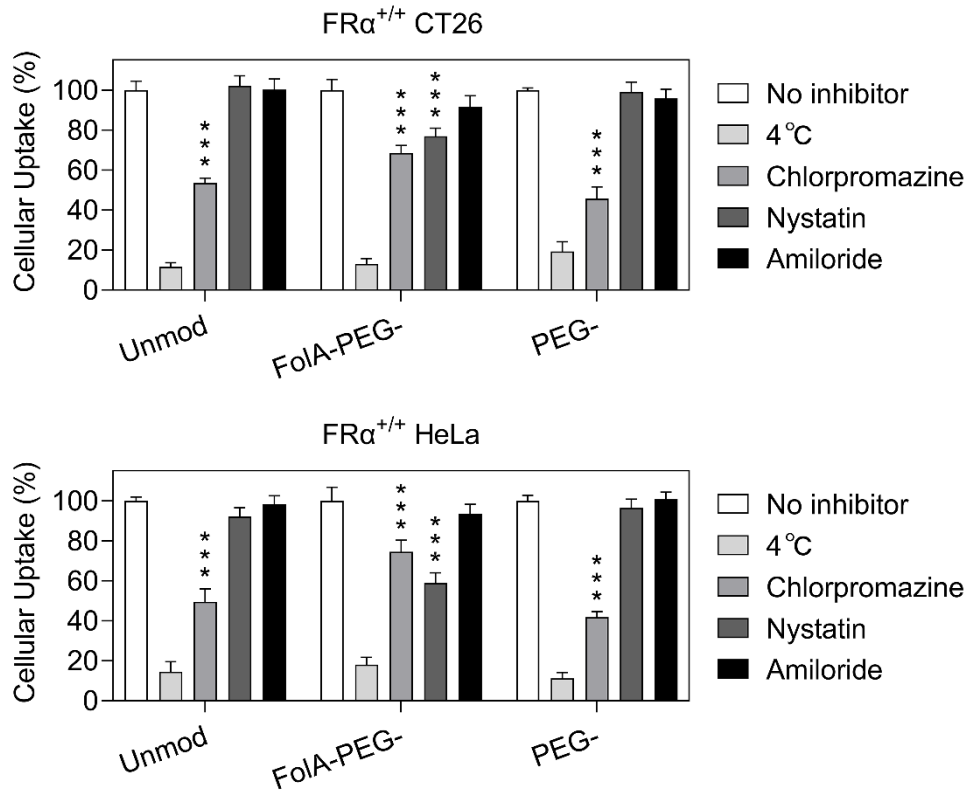 FRα+/+ CT26
Cellular Uptake (%)
100
80
60
40
20
0
***
***
***
***
Unmod
FolA-PEG-
PEG-
No inhibitor
4°C
Chlorpromazine
Nystatin
Amiloride
FRα+/+ HeLa
Cellular Uptake (%)
100
80
60
40
20
0
***
***
***
***
Unmod
FolA-PEG-
PEG-
No inhibitor
4°C
Chlorpromazine
Nystatin
Amiloride